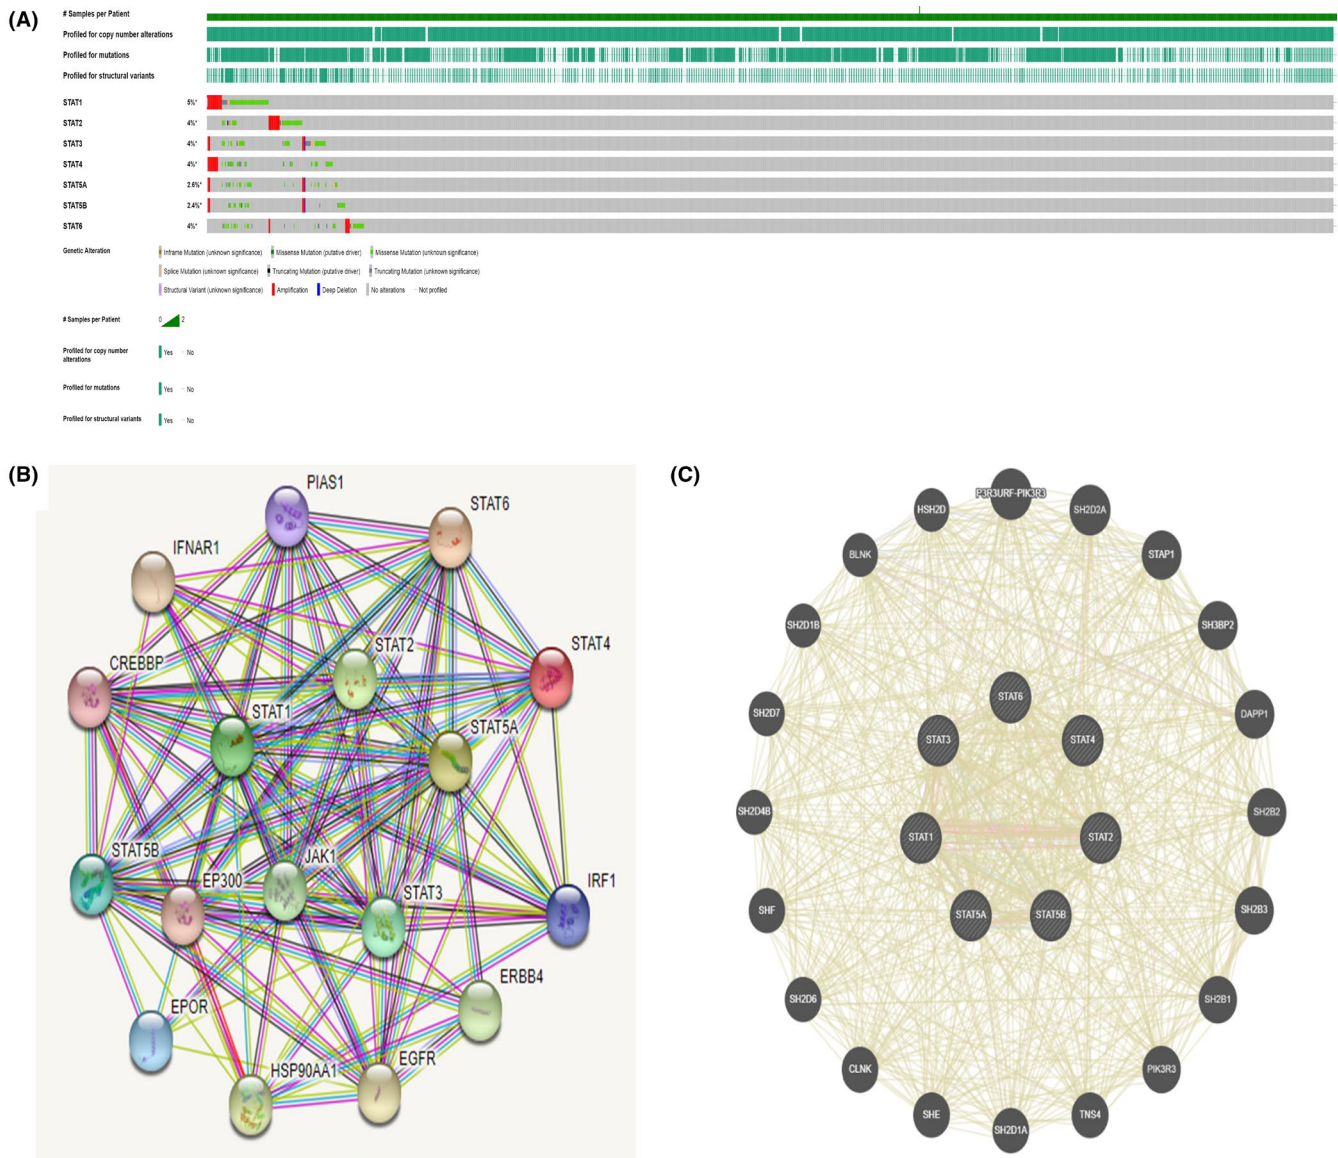 (A)
# Samples per Patient
Profiled for copy number alterations
Profiled for mutations
Profiled for structural variants
STAT1 5%*
STAT2 4%*
STAT3 4%*
STAT4 4%*
STAT5A 2.6%*
STAT5B 2.4%*
STAT6 4%*
Genetic Alteration Inframe Mutation (unknown significance) Missense Mutation (putative driver) Missense Mutation (unknown significance)
Splice Mutation (unknown significance) Truncating Mutation (putative driver) Truncating Mutation (unknown significance)
Structural Variant (unknown significance) Amplification Deep Deletion No alterations Not profiled
# Samples per Patient 0 2
Profiled for copy number
alterations Yes No
Profiled for mutations Yes No
Profiled for structural variants Yes No
(B)
PIAS1
STAT6
IFNAR1
STAT2
STAT4
CREBBP
STAT1
STAT5A
STAT5B
JAK1
EP300
STAT3
IRF1
ERBB4
EPOR
EGFR
HSP90AA1
(C)
P3R3URF-PIK3R3
HSH2D
SH2D2A
BLNK
STAP1
SH2D1B
SH3BP2
STAT6
SH2D7
DAPP1
STAT3
STAT4
SH2D4B
SH2B2
STAT1
STAT2
SHF
SH2B3
STAT5A
STAT5B
SH2D6
SH2B1
CLNK
PIK3R3
SHE
TNS4
SH2D1A